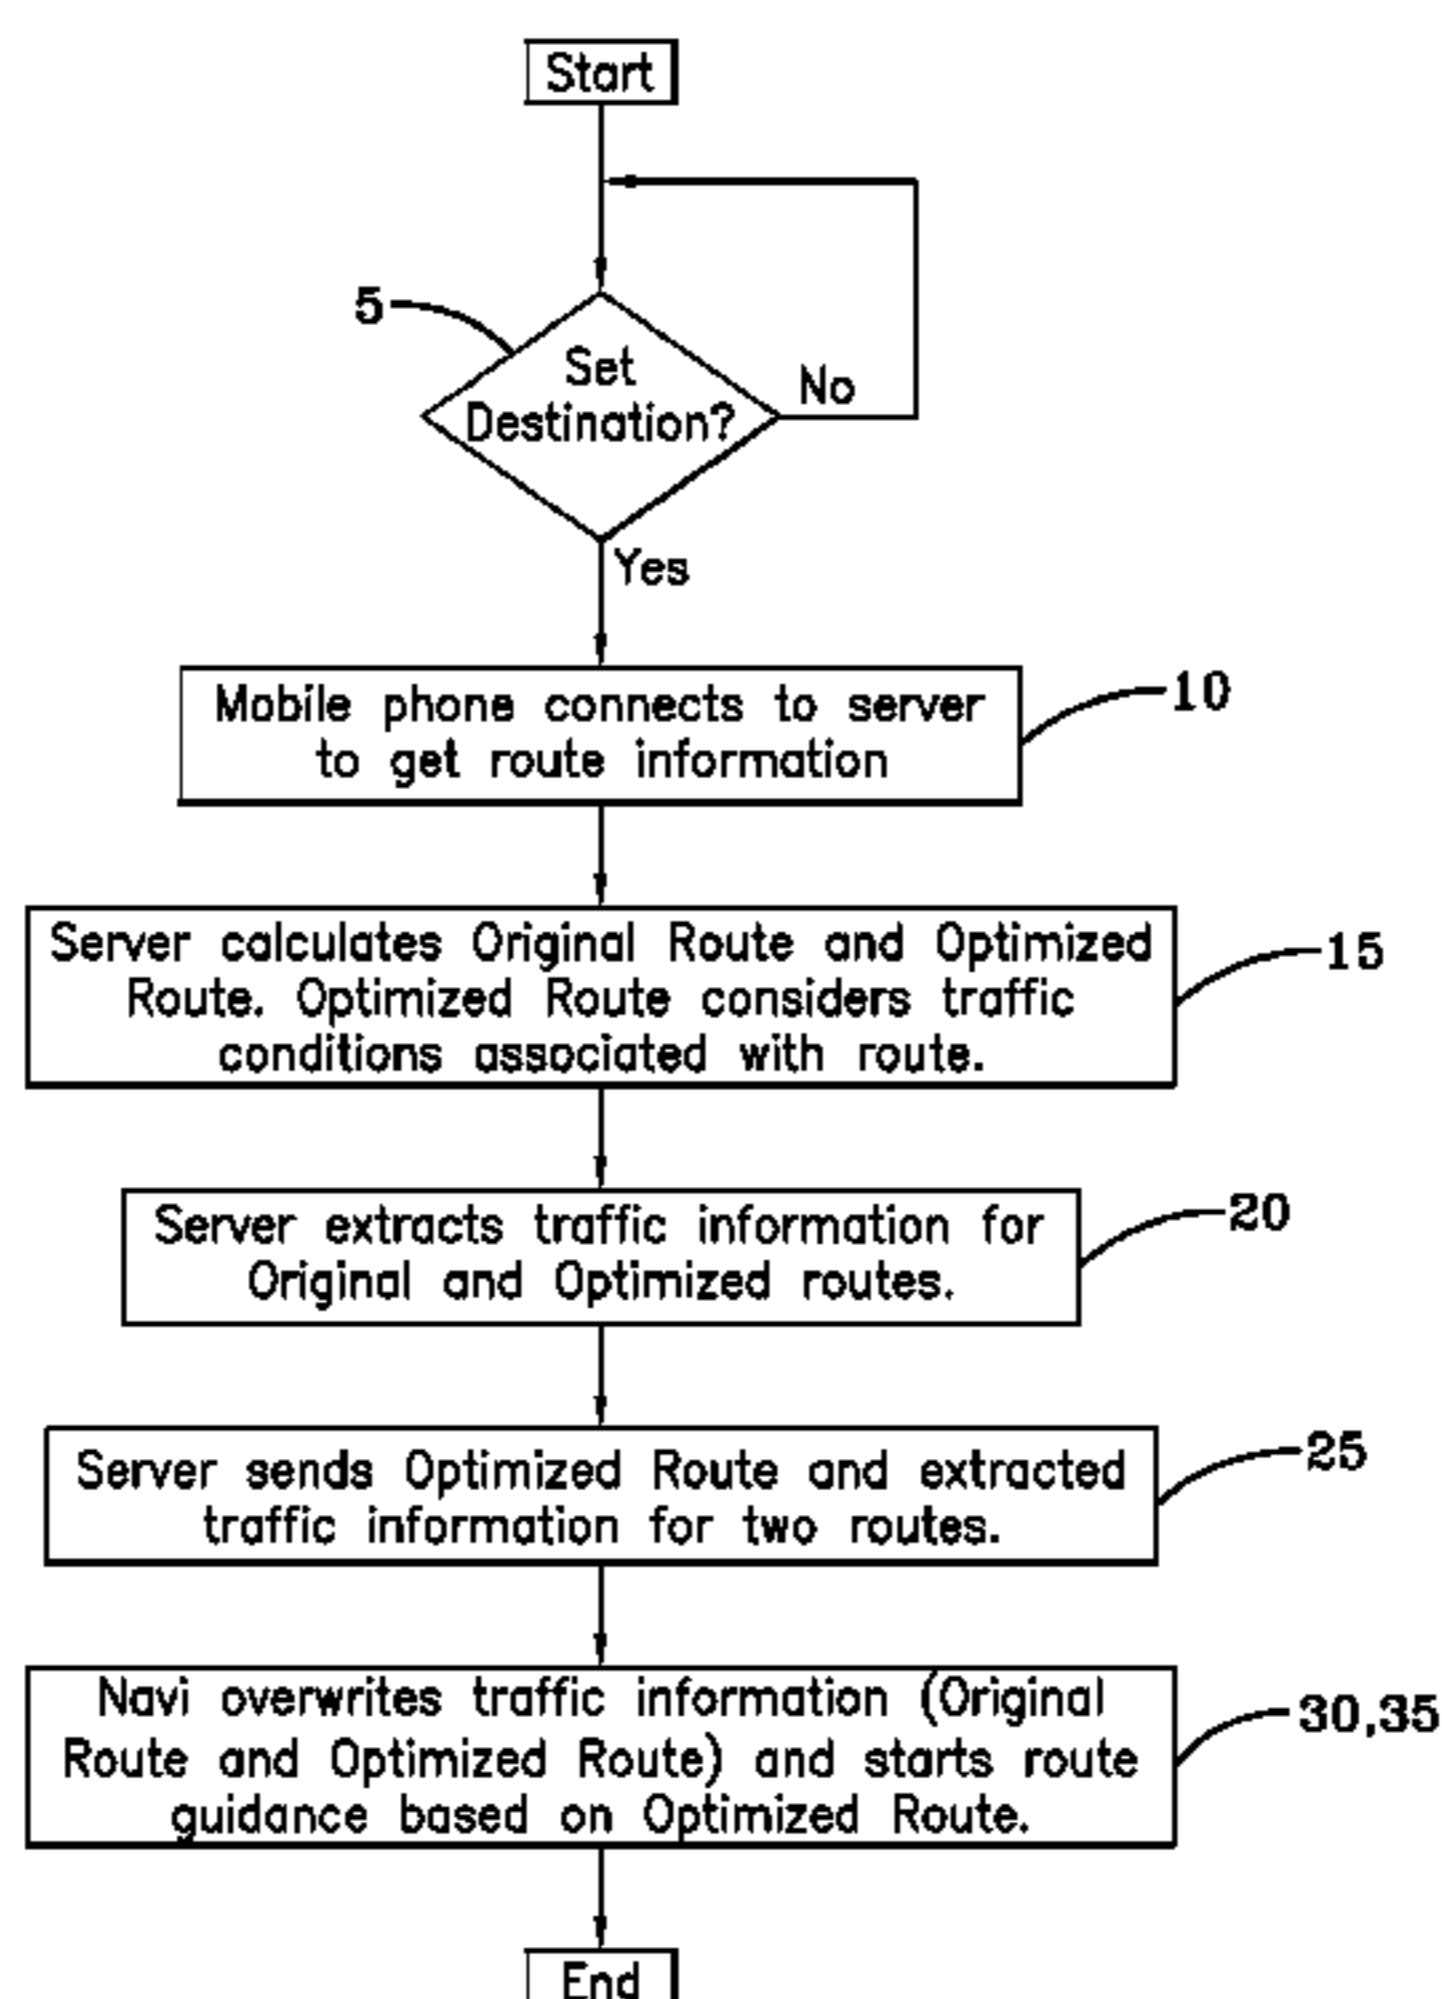 Start
5
Set
Destination?
No
Yes
Mobile phone connects to server
to get route information
10
Server calculates Original Route and Optimized
Route. Optimized Route considers traffic
conditions associated with route.
15
Server extracts traffic information for
Original and Optimized routes.
20
Server sends Optimized Route and extracted
traffic information for two routes.
25
Navi overwrites traffic information (Original
Route and Optimized Route) and starts route
guidance based on Optimized Route.
30,35
End